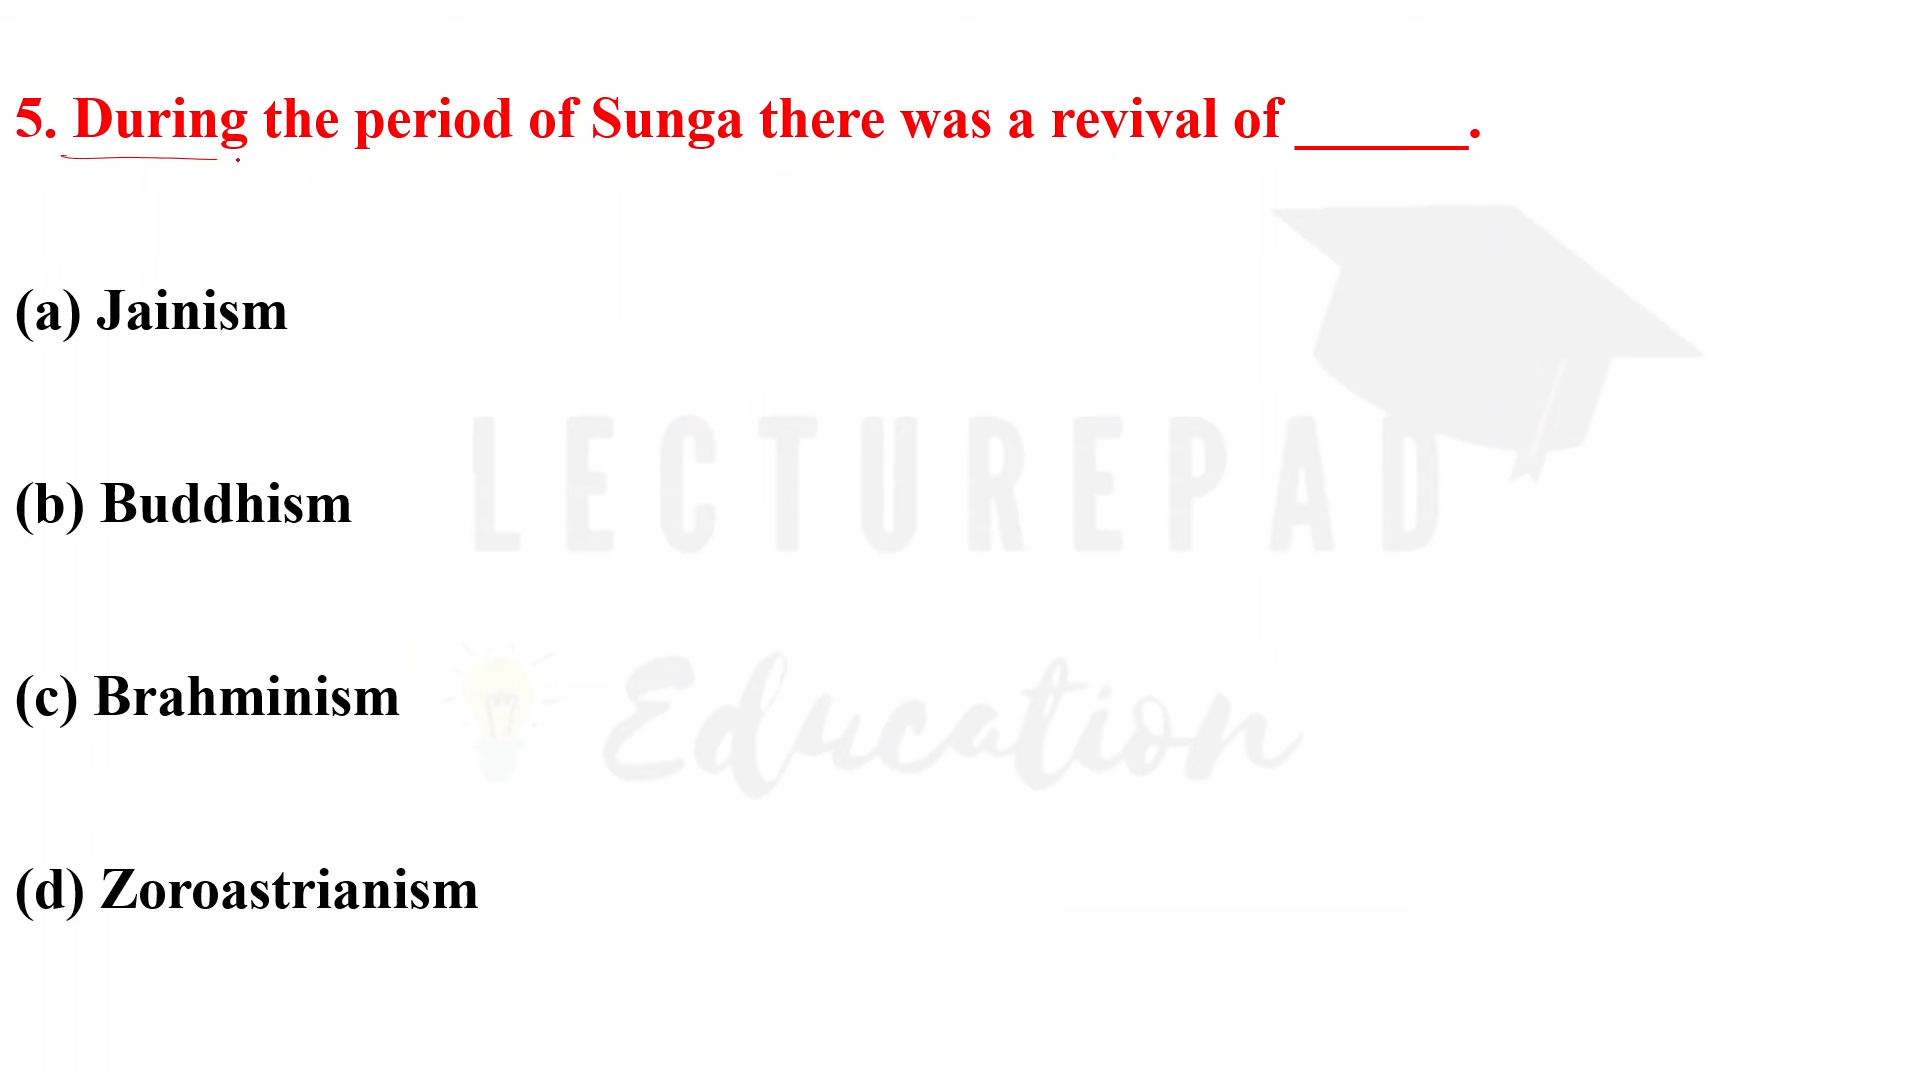 5. During the period of Sunga there was a revival of ______.
(a) Jainism
LECTUREPAD
(b) Buddhism
(c) Brahminism
Education
(d) Zoroastrianism